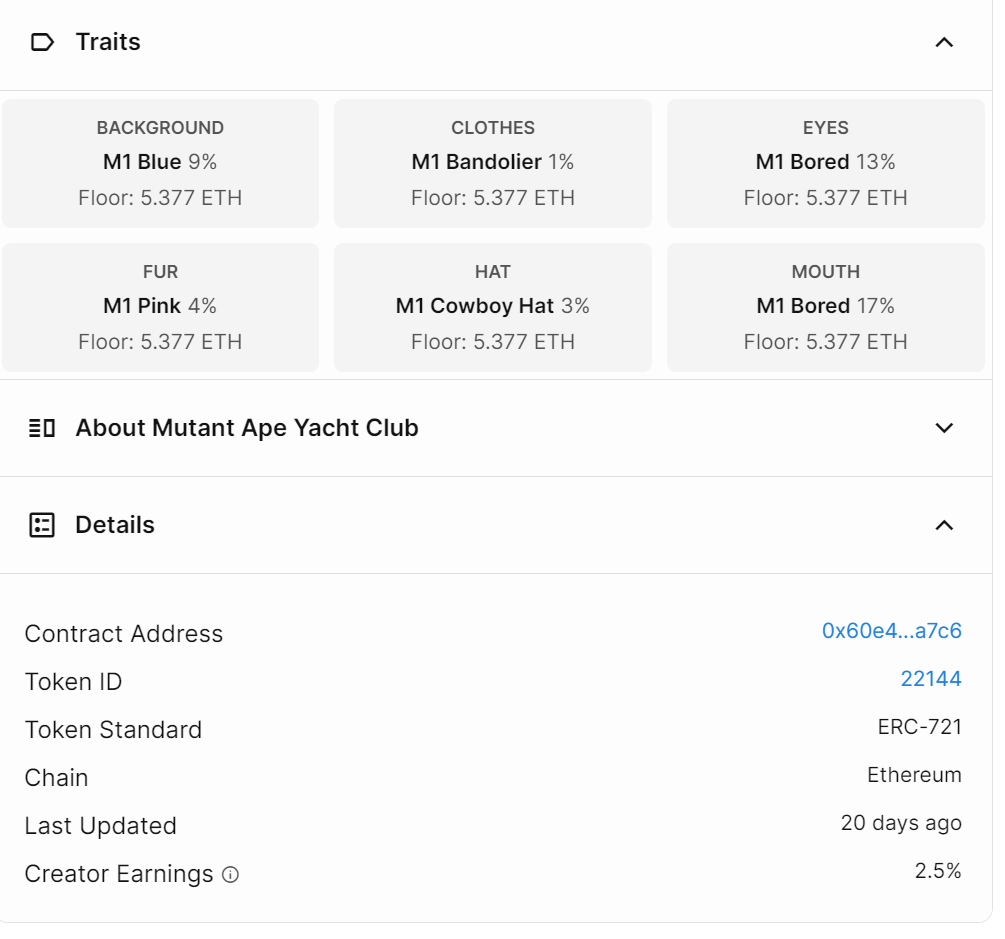 Traits
BACKGROUND
M1 Blue 9%
Floor: 5.377 ETH
CLOTHES
M1 Bandolier 1%
Floor: 5.377 ETH
EYES
M1 Bored 13%
Floor: 5.377 ETH
FUR
M1 Pink 4%
Floor: 5.377 ETH
HAT
M1 Cowboy Hat 3%
Floor: 5.377 ETH
MOUTH
M1 Bored 17%
Floor: 5.377 ETH
About Mutant Ape Yacht Club
Details
Contract Address 0x60e4...a7c6
Token ID 22144
Token Standard ERC-721
Chain Ethereum
Last Updated 20 days ago
Creator Earnings 2.5%